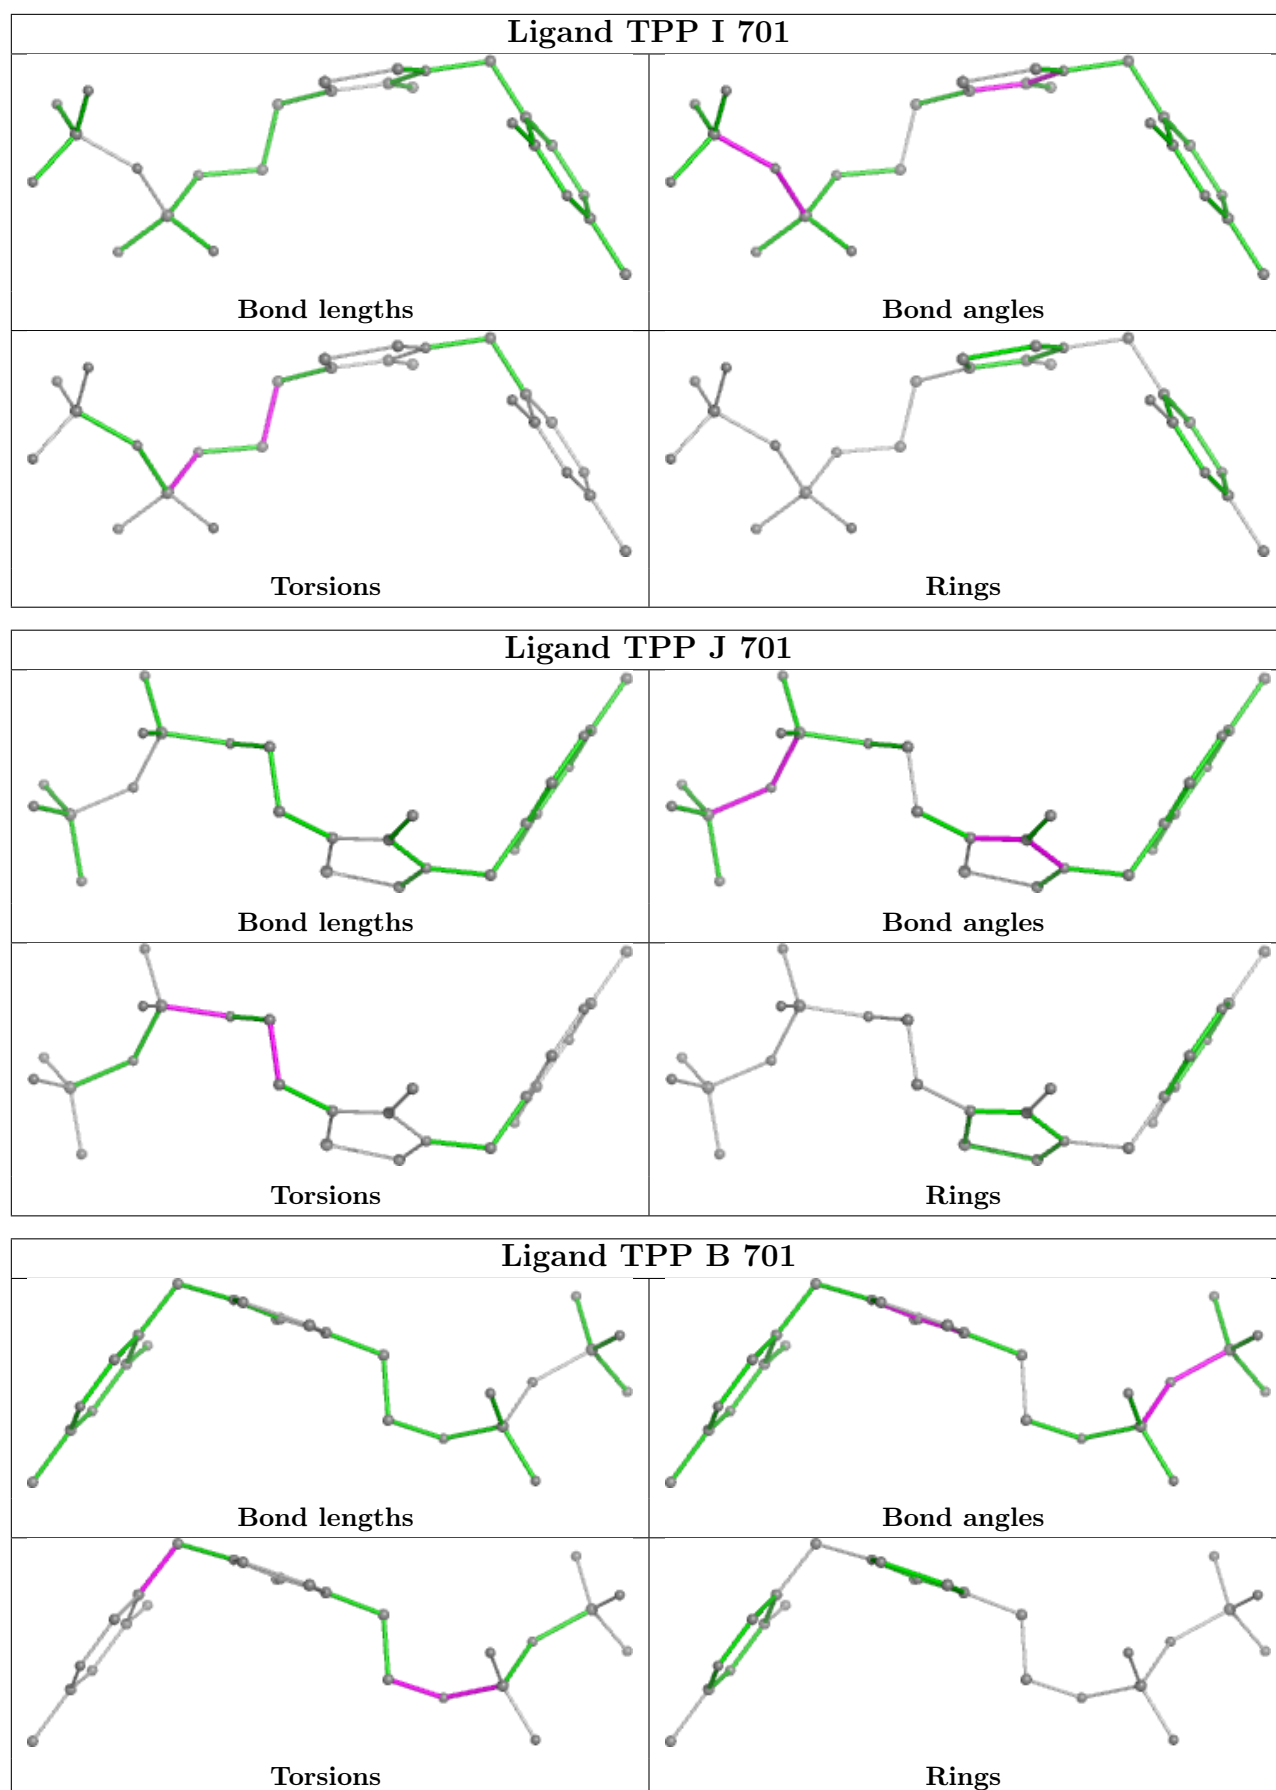 Ligand TPP I 701
Bond lengths
Bond angles
Torsions
Rings
Ligand TPP J 701
Bond lengths
Bond angles
Torsions
Rings
Ligand TPP B 701
Bond lengths
Bond angles
Torsions
Rings